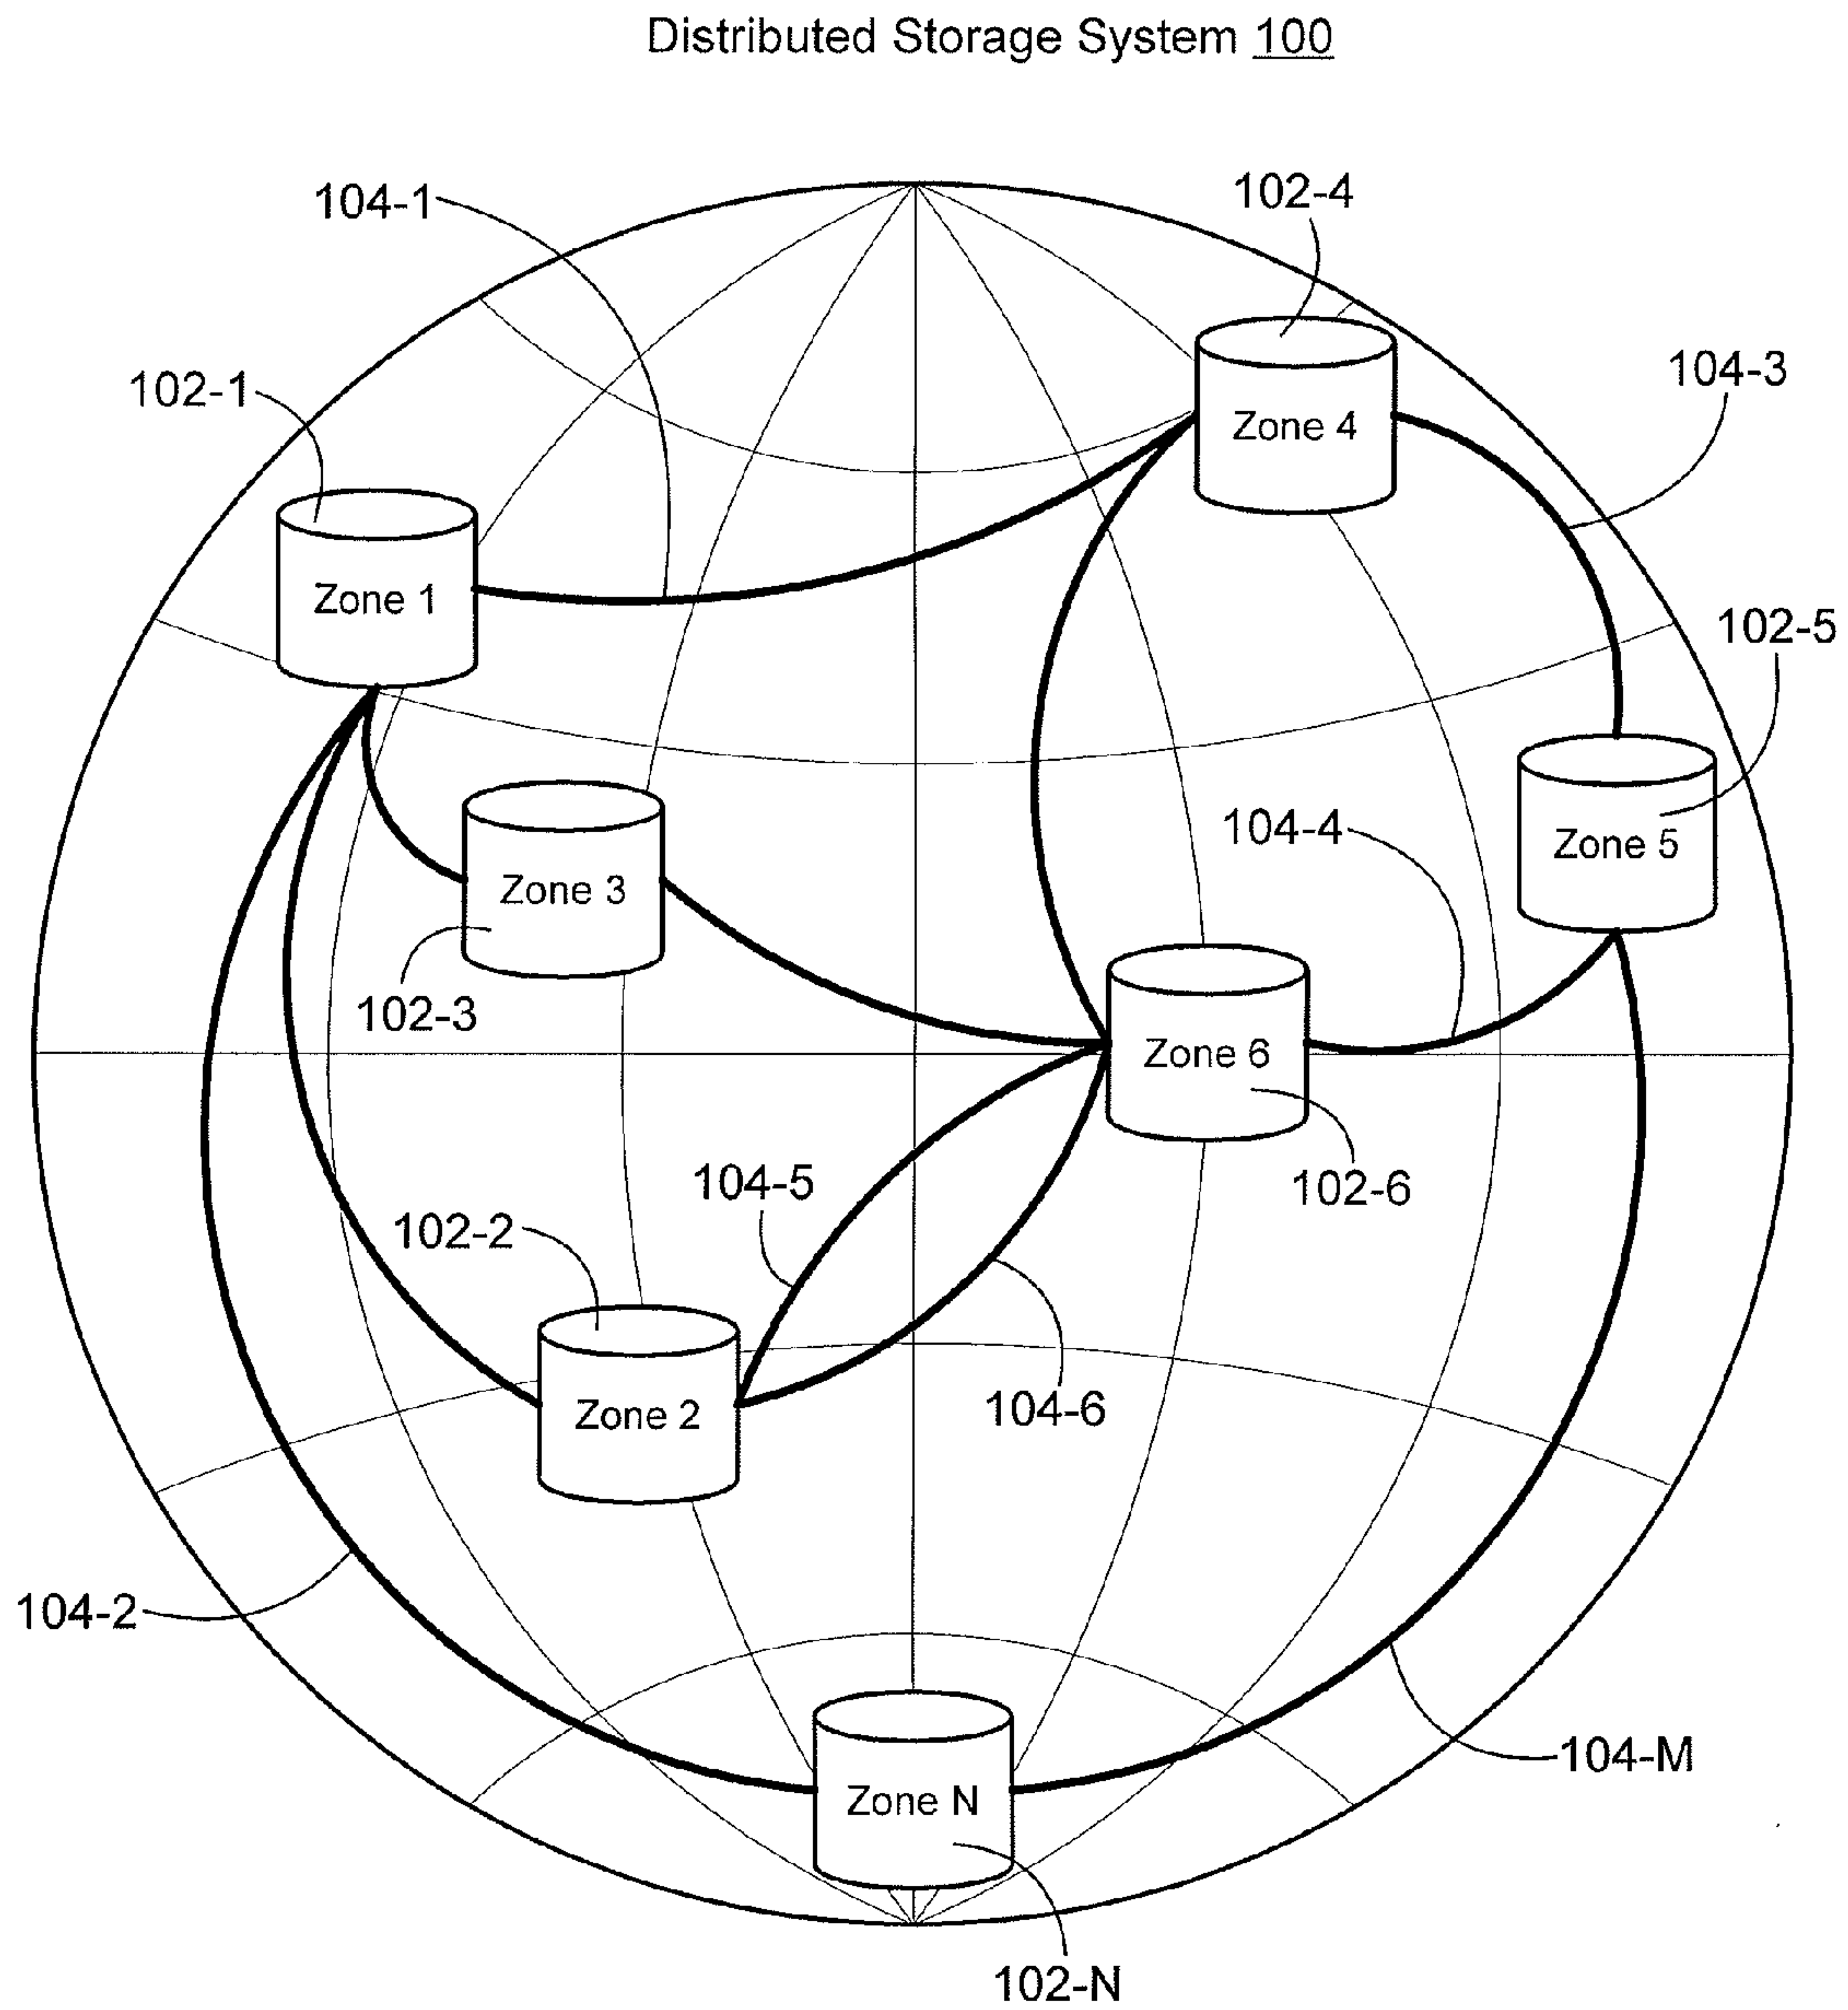 Distributed Storage System 100
104-1
102-4
104-3
102-1
Zone 4
Zone 1
102-5
104-4
Zone 5
Zone 3
102-3
Zone 6
104-5
102-6
102-2
104-6
Zone 2
104-2
104-M
Zone N
102-N